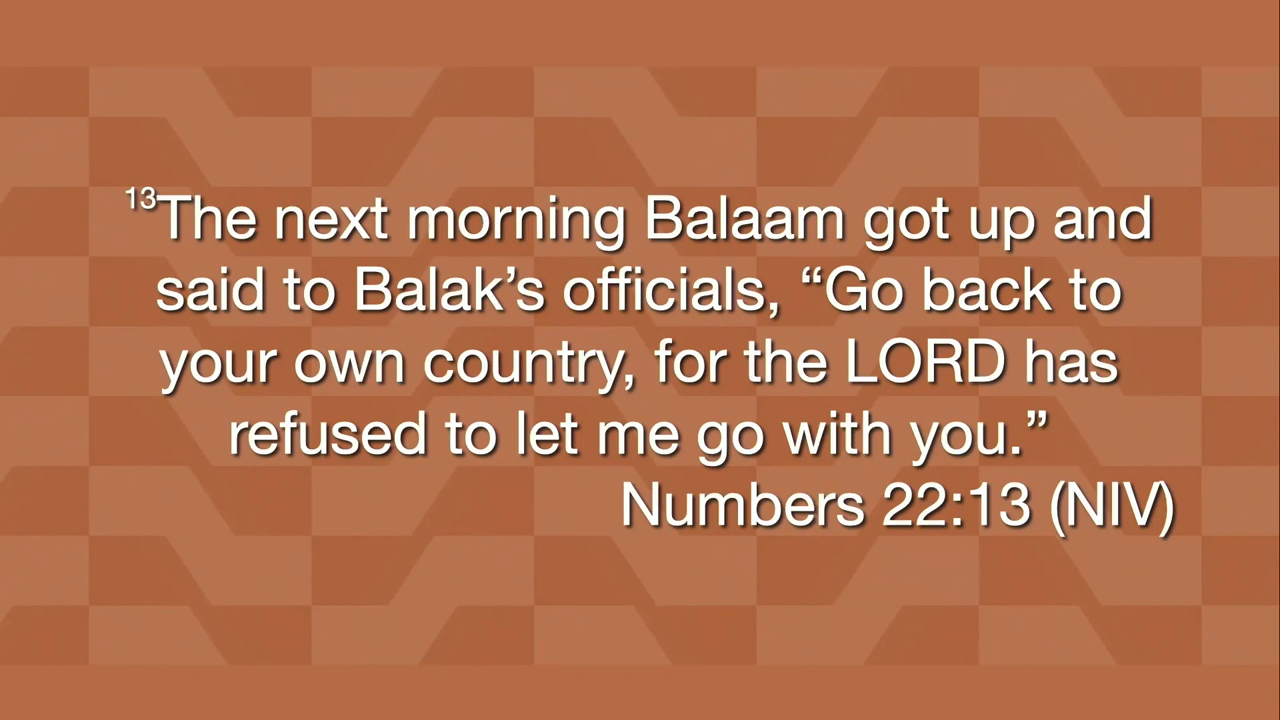 ¹³The next morning Balaam got up and
said to Balak’s officials, “Go back to
your own country, for the LORD has
refused to let me go with you.”
Numbers 22:13 (NIV)